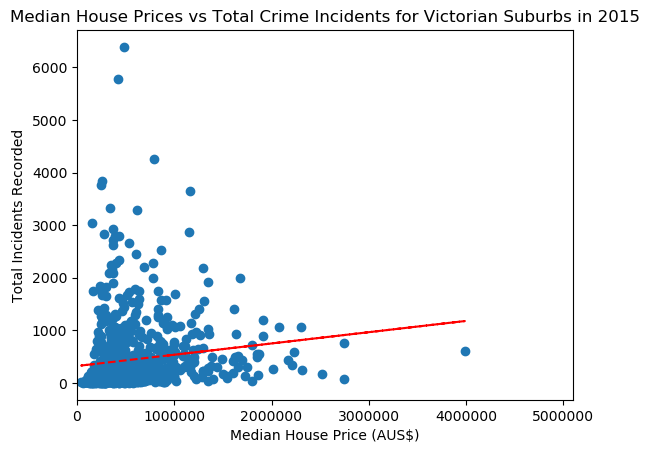 Median House Prices vs Total Crime Incidents for Victorian Suburbs in 2015
Total Incidents Recorded
6000
5000
4000
3000
2000
1000
0
0 1000000 2000000 3000000 4000000 5000000
Median House Price (AUS$)